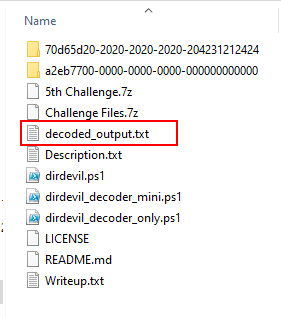 Name
70d65d20-2020-2020-2020-204231212424
a2eb7700-0000-0000-0000-000000000000
5th Challenge.7z
Challenge Files.7z
decoded_output.txt
Description.txt
dirdevil.ps1
dirdevil_decoder_mini.ps1
dirdevil_decoder_only.ps1
LICENSE
README.md
Writeup.txt